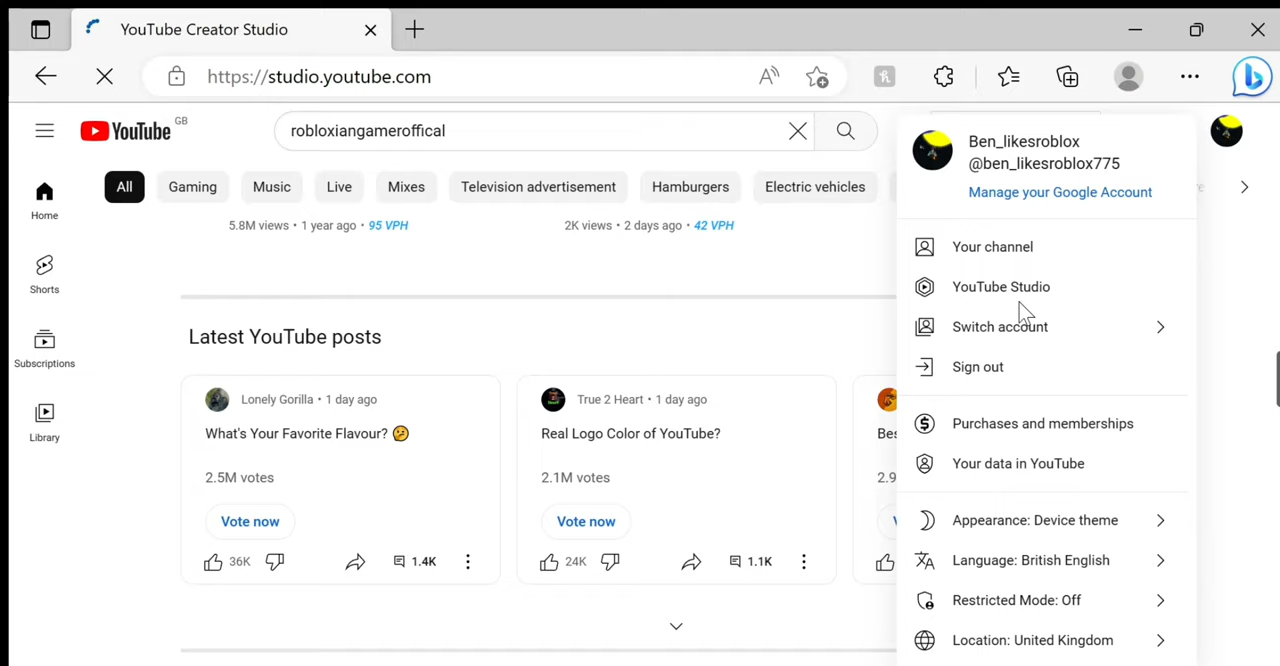 YouTube Creator Studio
https://studio.youtube.com
YouTube GB
robloxiangameroffical
All Gaming Music Live Mixes Television advertisement Hamburgers Electric vehicles
5.8M views • 1 year ago • 95 VPH
2K views • 2 days ago • 42 VPH
Home
Shorts
Subscriptions
Library
Latest YouTube posts
Lonely Gorilla • 1 day ago
What's Your Favorite Flavour? 🤔
2.5M votes
Vote now
36K 1.4K
True 2 Heart • 1 day ago
Real Logo Color of YouTube?
2.1M votes
Vote now
24K 1.1K
Bes
2.9
Ben_likesroblox
@ben_likesroblox775
Manage your Google Account
Your channel
YouTube Studio
Switch account
Sign out
Purchases and memberships
Your data in YouTube
Appearance: Device theme
Language: British English
Restricted Mode: Off
Location: United Kingdom